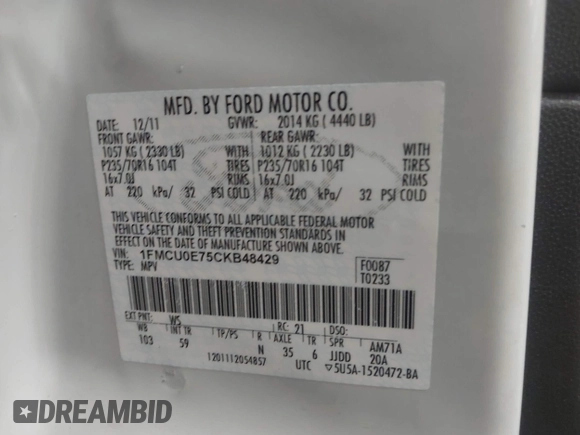 MFD. BY FORD MOTOR CO.
DATE: 12/11 GVWR: 2014 KG ( 4440 LB)
FRONT GAWR: REAR GAWR:
1057 KG ( 2330 LB) WITH 1012 KG ( 2230 LB) WITH
P235/70R16 104T TIRES P235/70R16 104T TIRES
16x7.0J RIMS 16x7.0J RIMS
AT 220 kPa/ 32 PSI COLD AT 220 kPa/ 32 PSI COLD
THIS VEHICLE CONFORMS TO ALL APPLICABLE FEDERAL MOTOR
VEHICLE SAFETY AND THEFT PREVENTION STANDARDS IN
EFFECT ON THE DATE OF MANUFACTURE SHOWN ABOVE.
VIN: 1FMCU0E75CKB48429 F0087
TYPE: MPV T0233
EXT PNT: WS RC: 21
WB INT TR TP/PS R AXLE TR SPR AM71A
103 59 N 35 6 JJDD 20A
1201112054857 UTC ▽5U5A-1520472-BA
DREAMBID